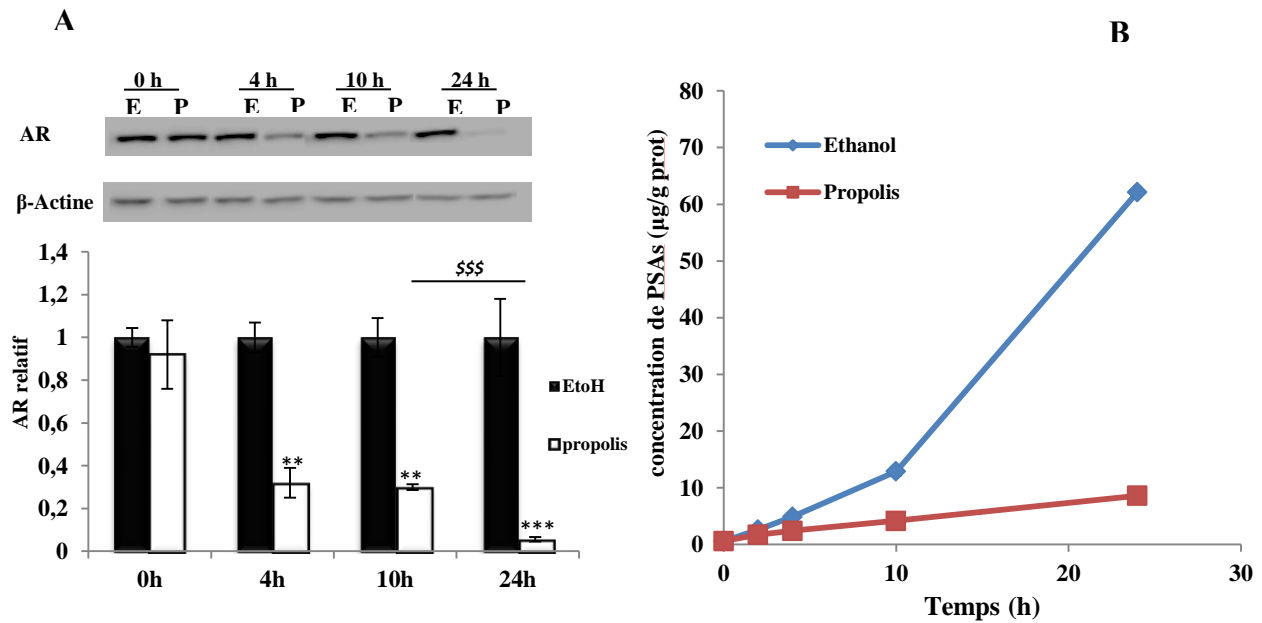 A
0 h 4 h 10 h 24 h
E P E P E P E P
AR
β-Actine
1,4
1,2
1
0,8
0,6
0,4
0,2
0
AR relatif
$$$
**
**
***
EtoH
propolis
0h 4h 10h 24h
B
80
70
60
50
40
30
20
10
0
concentration de PSAs (µg/g prot)
Ethanol
Propolis
0 10 20 30
Temps (h)